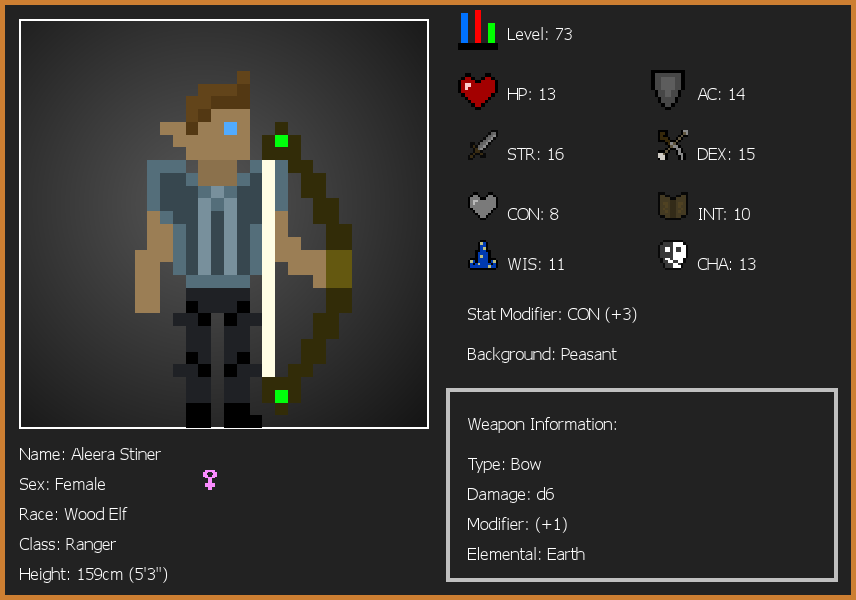 Level: 73
HP: 13
AC: 14
STR: 16
DEX: 15
CON: 8
INT: 10
WIS: 11
CHA: 13
Stat Modifier: CON (+3)
Background: Peasant
Weapon Information:
Type: Bow
Damage: d6
Modifier: (+1)
Elemental: Earth
Name: Aleera Stiner
Sex: Female
Race: Wood Elf
Class: Ranger
Height: 159cm (5'3")